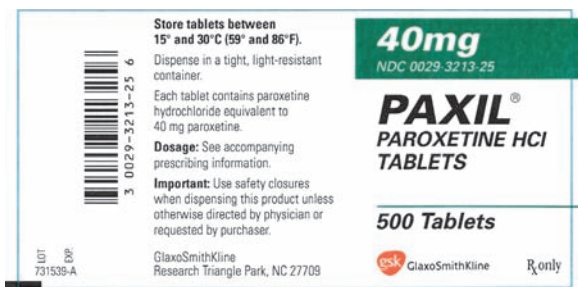 Store tablets between
15° and 30°C (59° and 86°F).
Dispense in a tight, light-resistant
container.
Each tablet contains paroxetine
hydrochloride equivalent to
40 mg paroxetine.
Dosage: See accompanying
prescribing information.
Important: Use safety closures
when dispensing this product unless
otherwise directed by physician or
requested by purchaser.
GlaxoSmithKline
Research Triangle Park, NC 27709
3 0029-3213-25 6
LOT
EXP.
731539-A
40mg
NDC 0029-3213-25
PAXIL®
PAROXETINE HCl
TABLETS
500 Tablets
gsk GlaxoSmithKline
Rx only